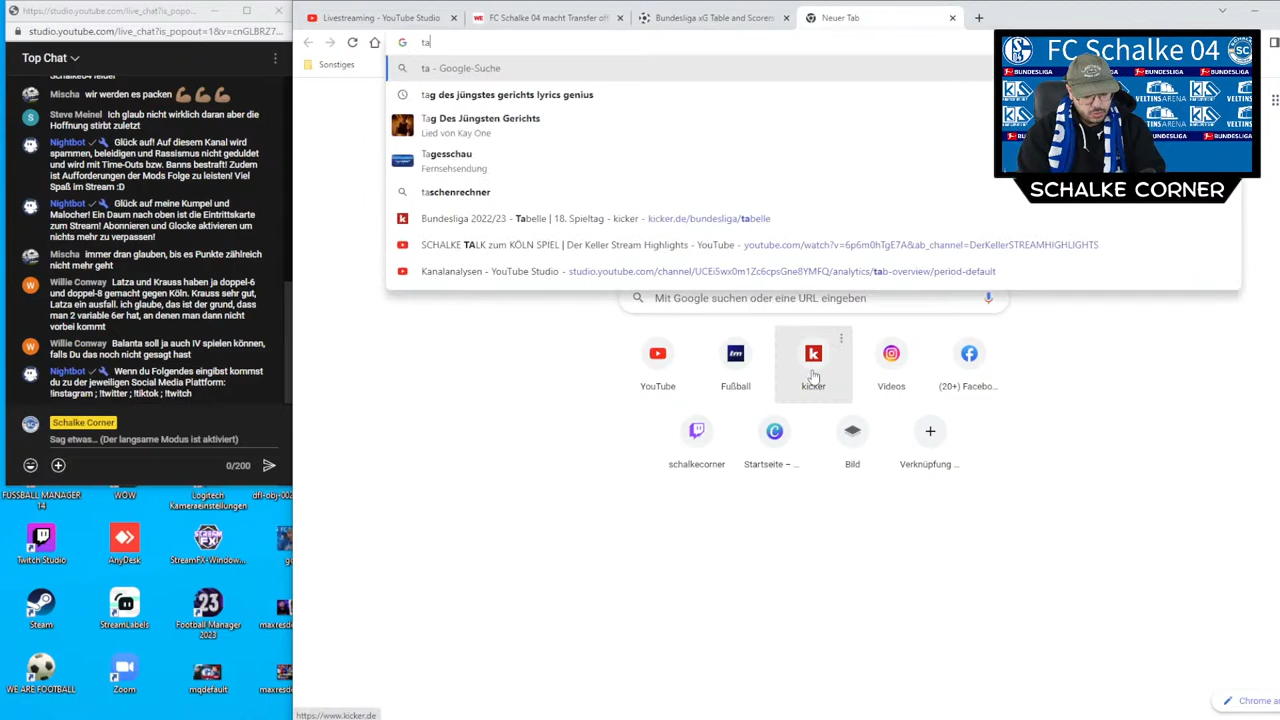 https://studio.youtube.com/live_chat?is_popo...
studio.youtube.com/live_chat?is_popout=1&v=cnGLBRZ7...
Top Chat
Schalke04 leider
Mischa wir werden es packen 💪🏽💪🏽💪🏽
Steve Meinel Ich glaub nicht wirklich daran aber die
Hoffnung stirbt zuletzt
Nightbot Glück auf! Auf diesem Kanal wird
spammen, beleidigen und Rassismus nicht geduldet
und wird mit Time-Outs bzw. Banns bestraft! Zudem
ist Aufforderungen der Mods Folge zu leisten! Viel
Spaß im Stream :D
Nightbot Glück auf meine Kumpel und
Malocher! Ein Daum nach oben ist die Eintrittskarte
zum Stream! Abonnieren und Glocke aktivieren um
nichts mehr zu verpassen!
Mischa immer dran glauben, bis es Punkte zählreich
nicht mehr geht
Willie Conway Latza und Krauss haben ja doppel-6
und doppel-8 gemacht gegen Köln. Krauss sehr gut,
Latza ein ausfall. ich glaube, das ist der grund, dass
man 2 variable 6er hat, an denen man dann nicht
vorbei kommt
Willie Conway Balanta soll ja auch IV spielen können,
falls Du das noch nicht gesagt hast
Nightbot Wenn du Folgendes eingibst kommst
du zu der jeweiligen Social Media Plattform:
!instagram ; !twitter ; !tiktok ; !twitch
Schalke Corner
Sag etwas... (Der langsame Modus ist aktiviert)
0/200
FUSSBALL MANAGER
14
WOW
Logitech
Kameraeinstellungen
Twitch Studio
AnyDesk
StreamFX+Window...
Steam
StreamLabels
Football Manager
2023
maxres
WE ARE FOOTBALL
Zoom
mqdefault
maxres
Livestreaming - YouTube Studio
FC Schalke 04 macht Transfer off
Bundesliga xG Table and Scorers
Neuer Tab
ta
Sonstiges
ta - Google-Suche
tag des jüngstes gerichts lyrics genius
Tag Des Jüngsten Gerichts
Lied von Kay One
Tagesschau
Fernsehsendung
taschenrechner
Bundesliga 2022/23 - Tabelle | 18. Spieltag - kicker - kicker.de/bundesliga/tabelle
SCHALKE TALK zum KÖLN SPIEL | Der Keller Stream Highlights - YouTube - youtube.com/watch?v=6p6m0hTgE7A&ab_channel=DerKellerSTREAMHIGHLIGHTS
Kanalanalysen - YouTube Studio - studio.youtube.com/channel/UCEi5wx0m1Zc6cpsGne8YMFQ/analytics/tab-overview/period-default
Mit Google suchen oder eine URL eingeben
YouTube
Fußball
kicker
Videos
(20+) Facebo...
schalkecorner
Startseite – ...
Bild
Verknüpfung ...
https://www.kicker.de
Chrome an
FC Schalke 04
BUNDESLIGA
VELTINS
ARENA
SCHALKE CORNER